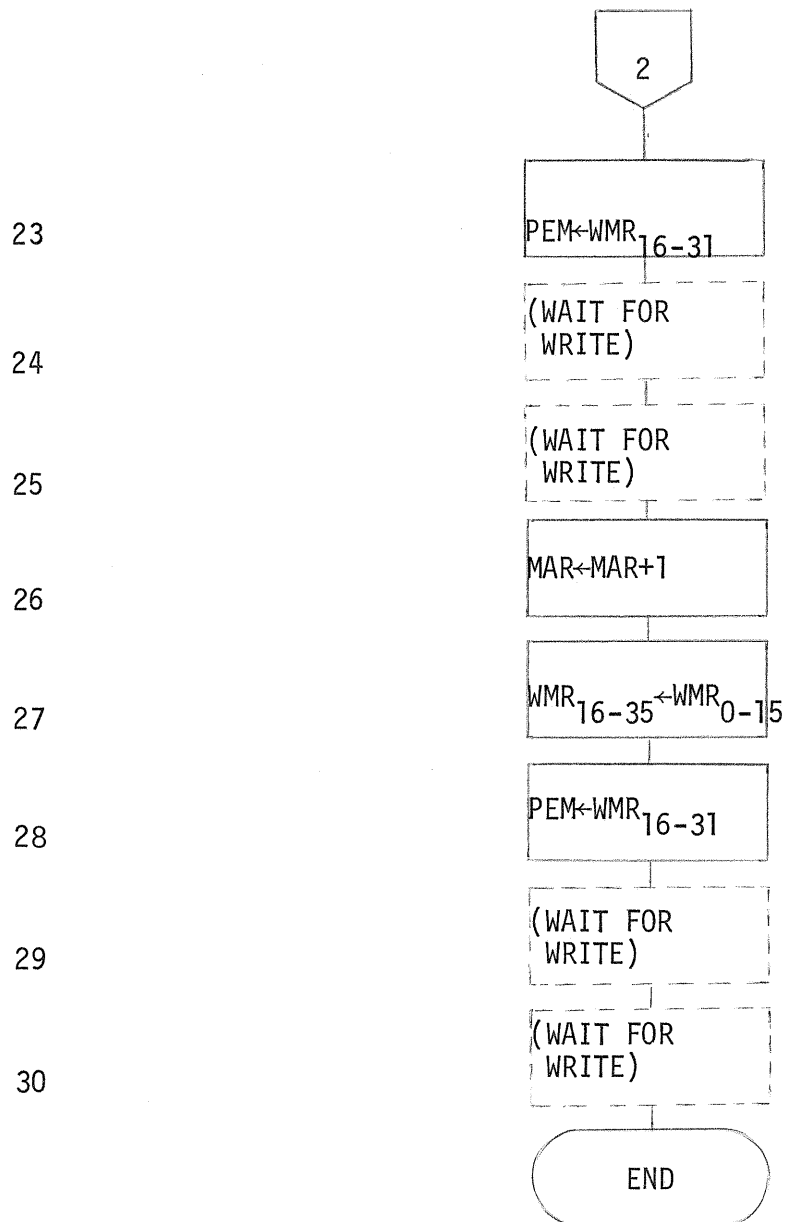 2
23
PEM←WMR16-31
24
(WAIT FOR
WRITE)
25
(WAIT FOR
WRITE)
26
MAR←MAR+1
27
WMR16-35←WMR0-15
28
PEM←WMR16-31
29
(WAIT FOR
WRITE)
30
(WAIT FOR
WRITE)
END